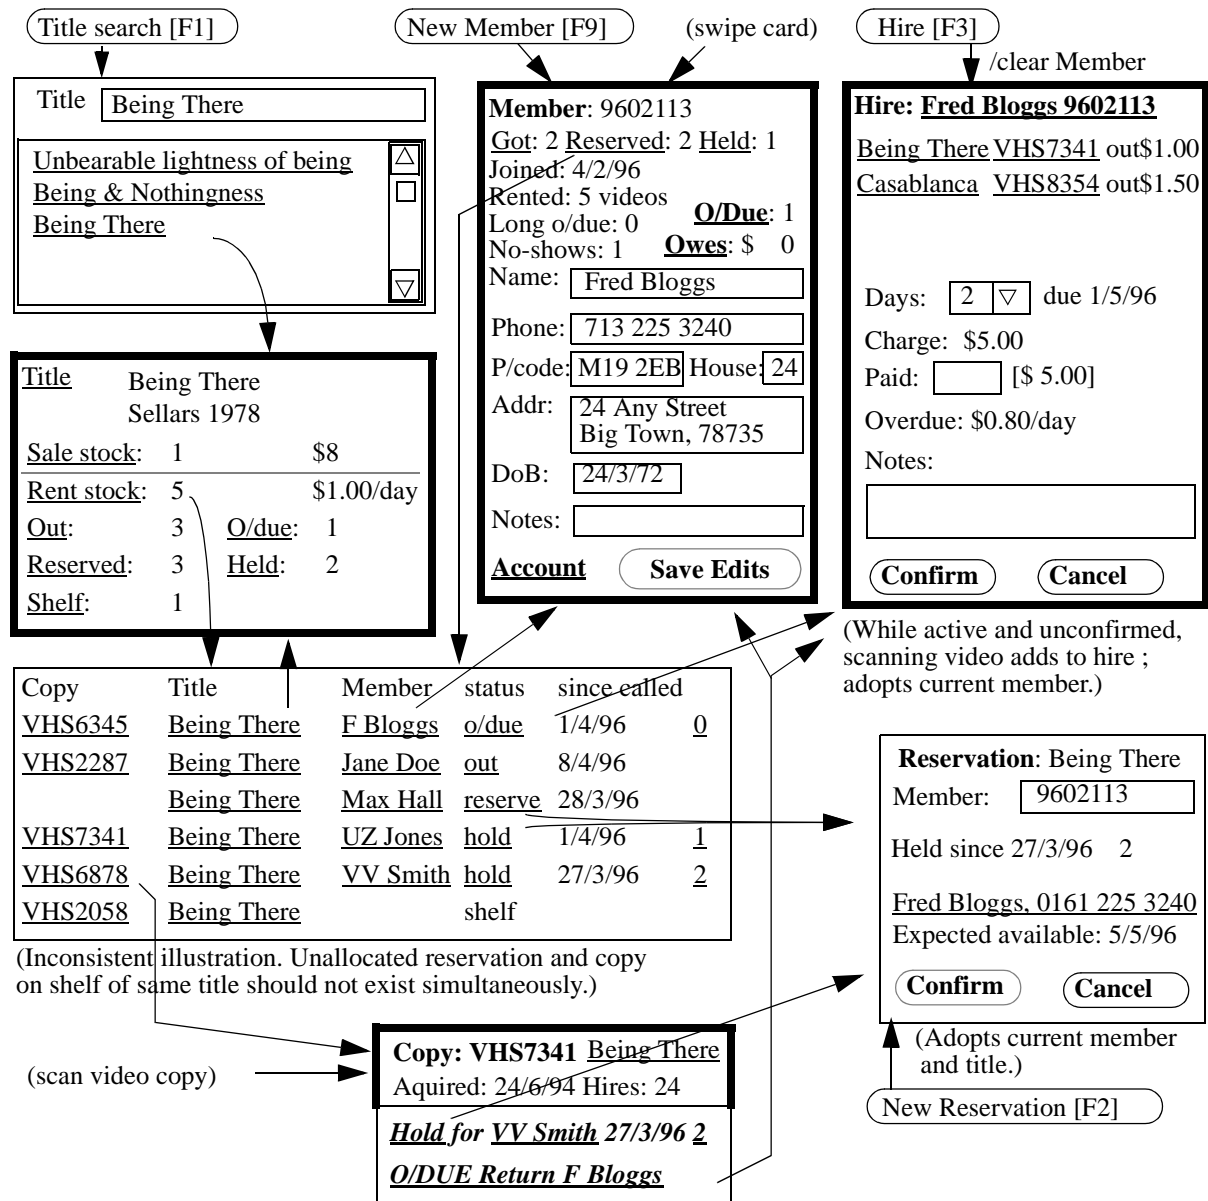 Title search [F1]
New Member [F9]
(swipe card)
Hire [F3]
/clear Member
Title Being There
Unbearable lightness of being
Being & Nothingness
Being There
Title Being There
Sellars 1978
Sale stock: 1 $8
Rent stock: 5 $1.00/day
Out: 3 O/due: 1
Reserved: 3 Held: 2
Shelf: 1
Member: 9602113
Got: 2 Reserved: 2 Held: 1
Joined: 4/2/96
Rented: 5 videos
Long o/due: 0 O/Due: 1
No-shows: 1 Owes: $ 0
Name: Fred Bloggs
Phone: 713 225 3240
P/code: M19 2EB House: 24
Addr: 24 Any Street
Big Town, 78735
DoB: 24/3/72
Notes:
Account Save Edits
Hire: Fred Bloggs 9602113
Being There VHS7341 out$1.00
Casablanca VHS8354 out$1.50
Days: 2 due 1/5/96
Charge: $5.00
Paid: [$ 5.00]
Overdue: $0.80/day
Notes:
Confirm Cancel
(While active and unconfirmed,
scanning video adds to hire ;
adopts current member.)
Copy Title Member status since called
VHS6345 Being There F Bloggs o/due 1/4/96 0
VHS2287 Being There Jane Doe out 8/4/96
Being There Max Hall reserve 28/3/96
VHS7341 Being There UZ Jones hold 1/4/96 1
VHS6878 Being There VV Smith hold 27/3/96 2
VHS2058 Being There shelf
(Inconsistent illustration. Unallocated reservation and copy
on shelf of same title should not exist simultaneously.)
Reservation: Being There
Member: 9602113
Held since 27/3/96 2
Fred Bloggs, 0161 225 3240
Expected available: 5/5/96
Confirm Cancel
(Adopts current member
and title.)
New Reservation [F2]
(scan video copy)
Copy: VHS7341 Being There
Aquired: 24/6/94 Hires: 24
Hold for VV Smith 27/3/96 2
O/DUE Return F Bloggs